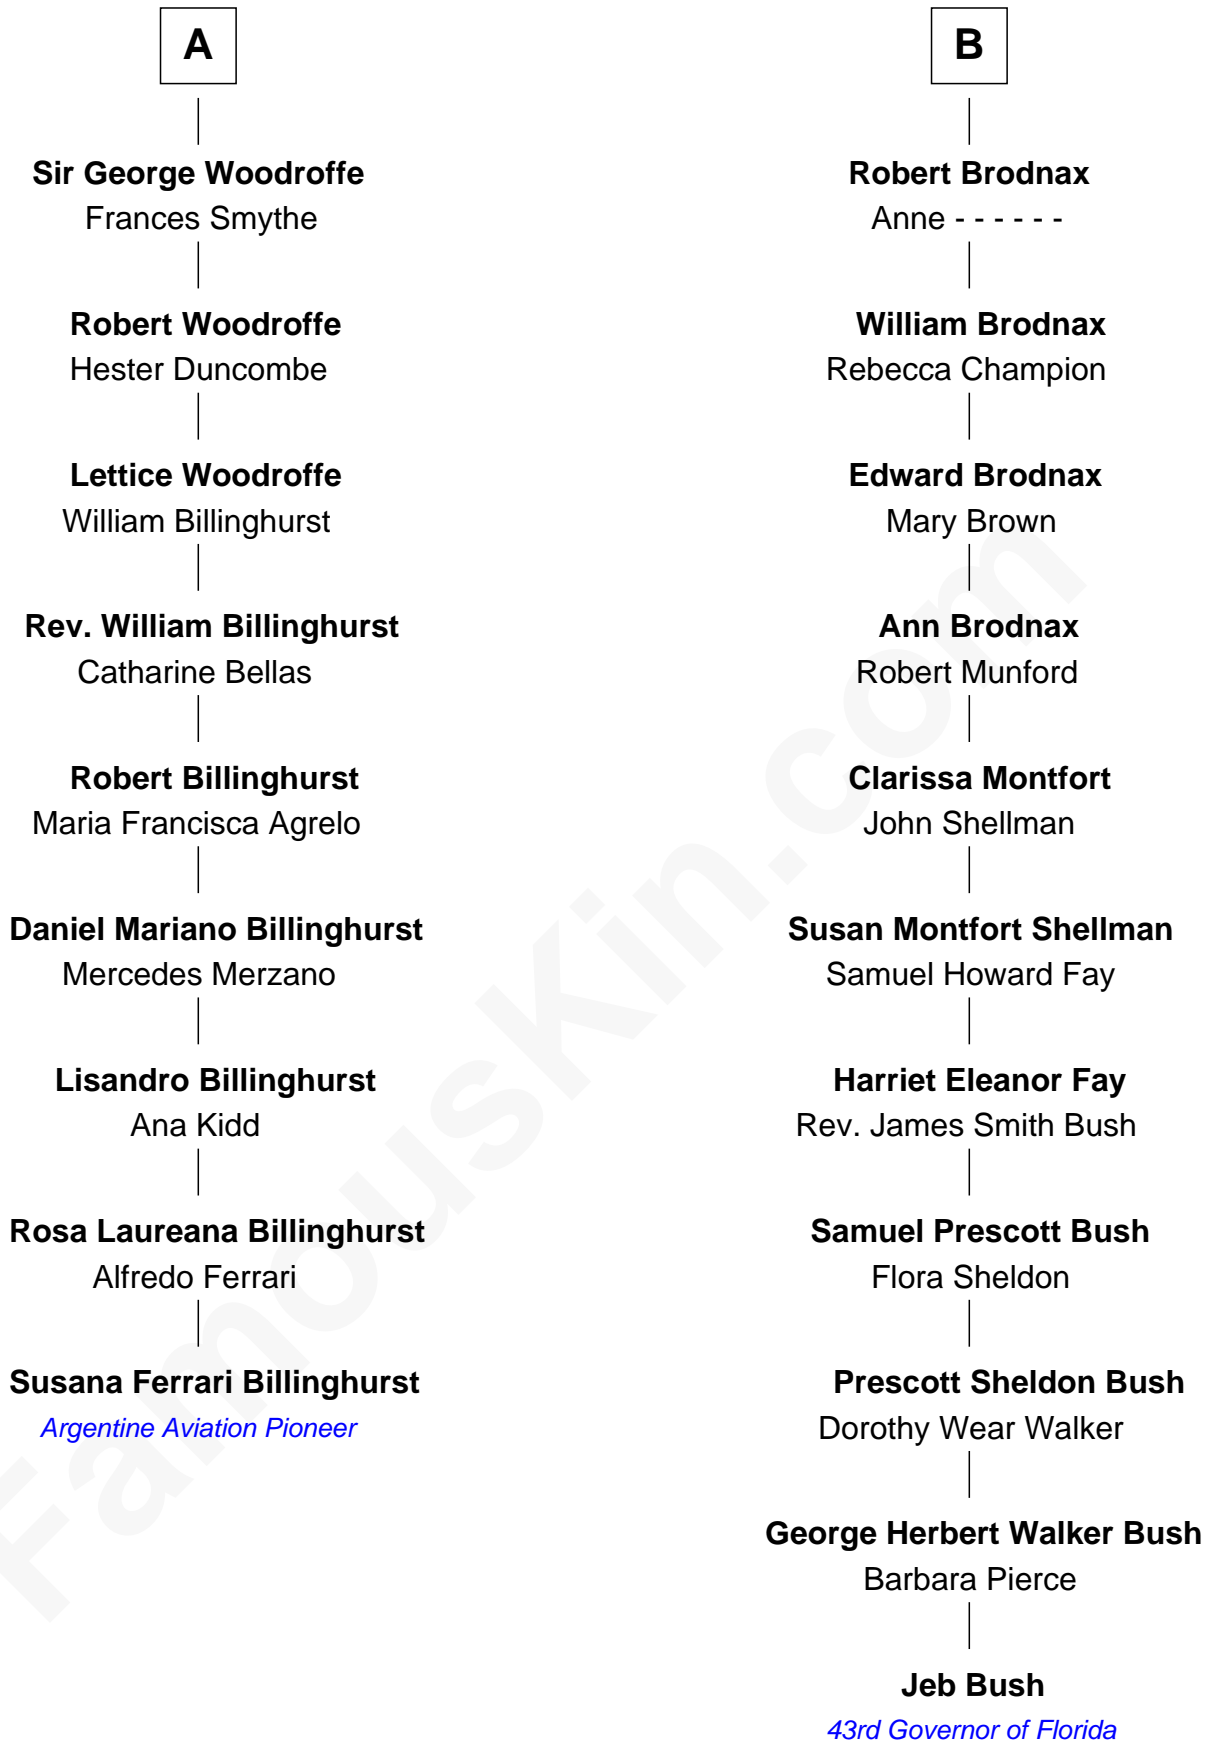 A
Sir George Woodroffe
Frances Smythe
Robert Woodroffe
Hester Duncombe
Lettice Woodroffe
William Billinghurst
Rev. William Billinghurst
Catharine Bellas
Robert Billinghurst
Maria Francisca Agrelo
Daniel Mariano Billinghurst
Mercedes Merzano
Lisandro Billinghurst
Ana Kidd
Rosa Laureana Billinghurst
Alfredo Ferrari
Susana Ferrari Billinghurst
Argentine Aviation Pioneer
B
Robert Brodnax
Anne - - - - - -
William Brodnax
Rebecca Champion
Edward Brodnax
Mary Brown
Ann Brodnax
Robert Munford
Clarissa Montfort
John Shellman
Susan Montfort Shellman
Samuel Howard Fay
Harriet Eleanor Fay
Rev. James Smith Bush
Samuel Prescott Bush
Flora Sheldon
Prescott Sheldon Bush
Dorothy Wear Walker
George Herbert Walker Bush
Barbara Pierce
Jeb Bush
43rd Governor of Florida
FamousKin.com